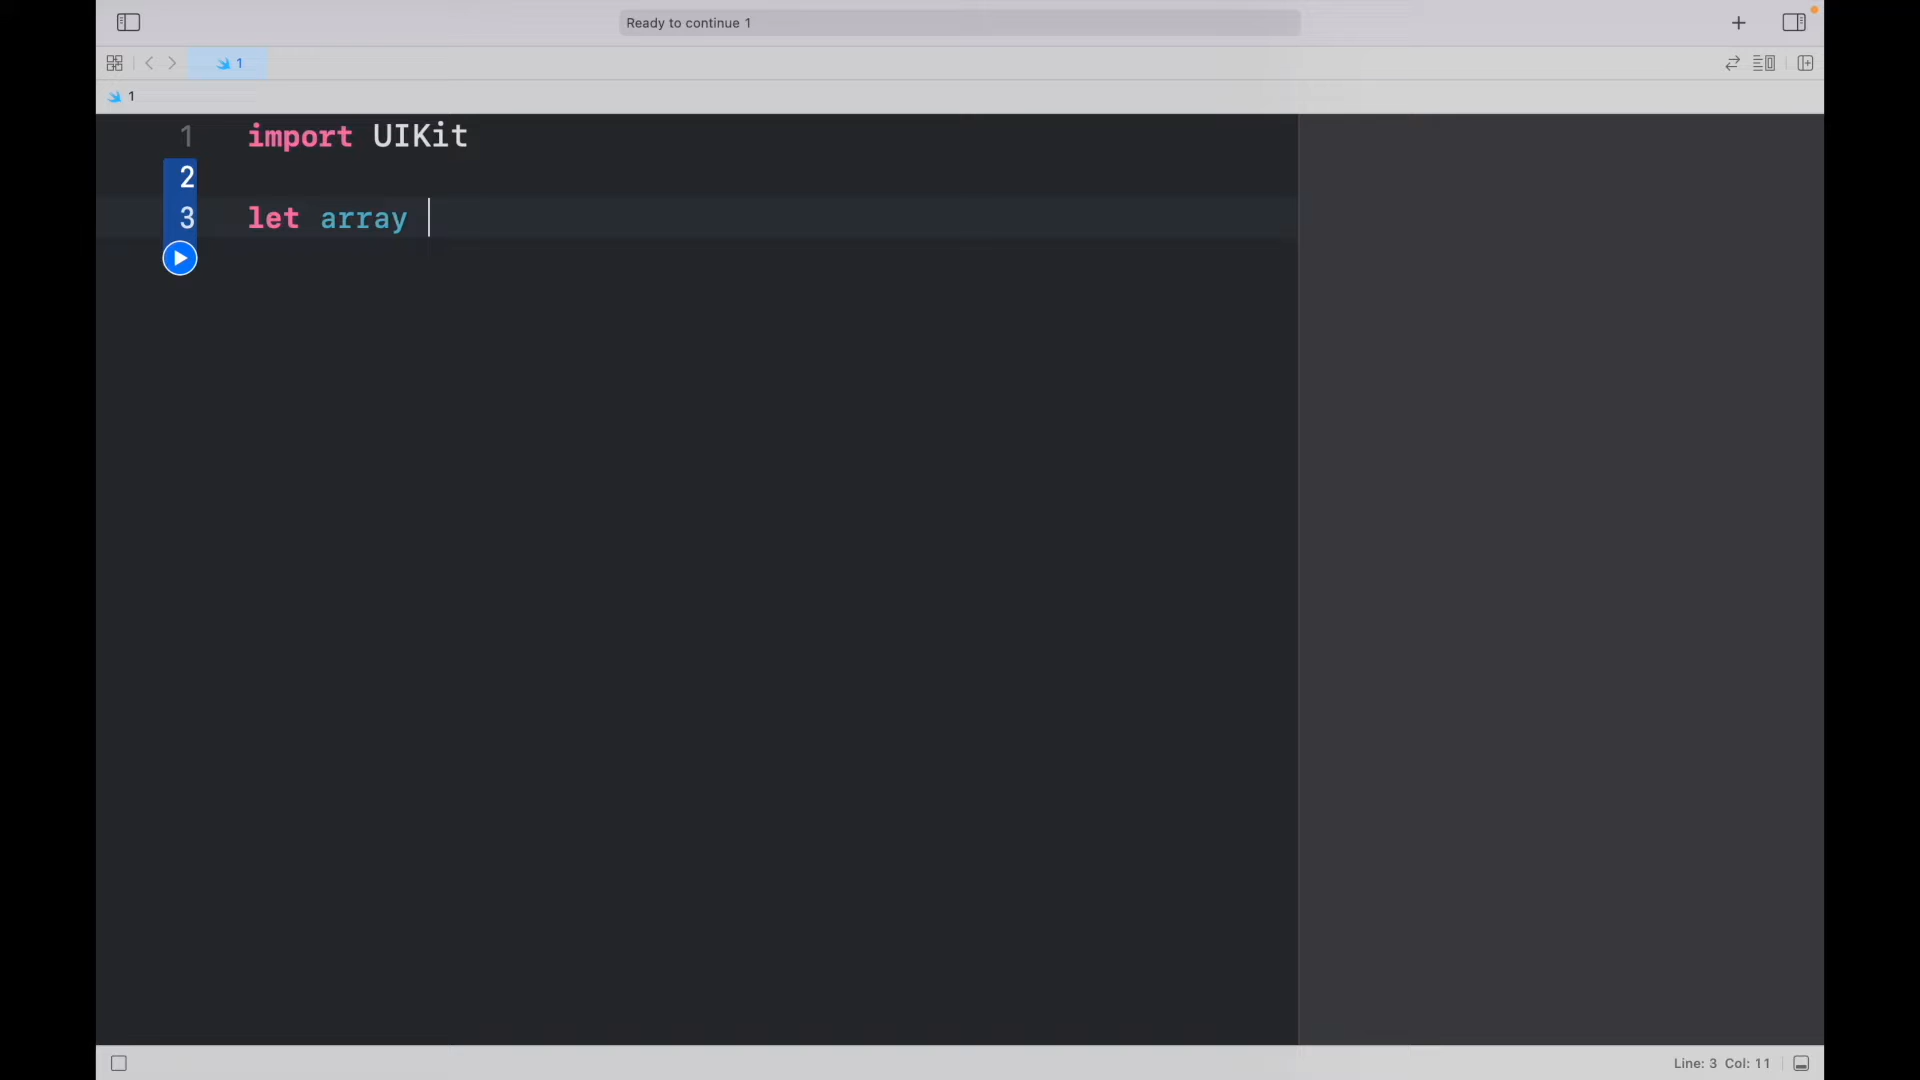 Ready to continue 1
1
1
1 import UIKit
2
3 let array
Line: 3 Col: 11